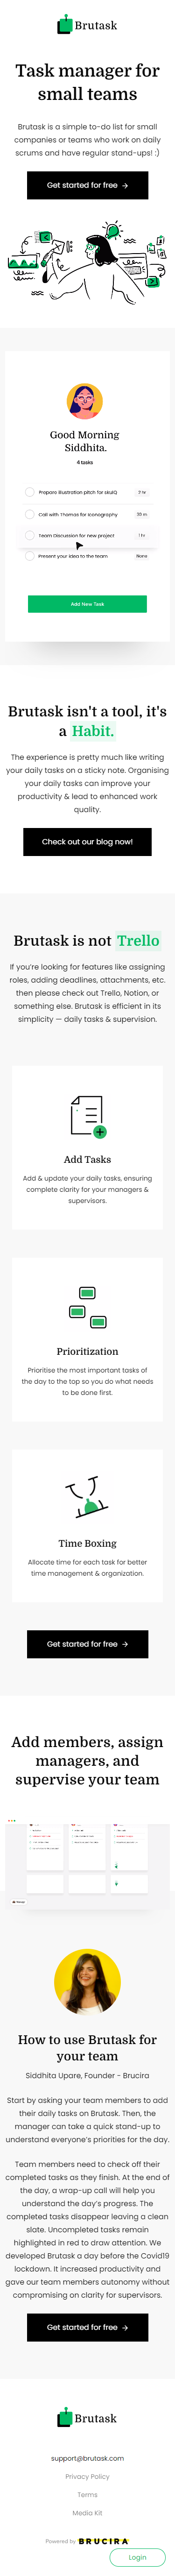 Brutask
Task manager for
small teams
Brutask is a simple to-do list for small
companies or teams who work on daily
scrums and have regular stand-ups! :)
Get started for free →
Good Morning
Siddhita.
4 tasks
Prepare illustration pitch for skulQ
2 hr
Call with Thomas for iconography
30 m
Team Discussion for new project
1 hr
Present your idea to the team
None
Add New Task
Brutask isn't a tool, it's
a Habit.
The experience is pretty much like writing
your daily tasks on a sticky note. Organising
your daily tasks can improve your
productivity & lead to enhanced work
quality.
Check out our blog now!
Brutask is not Trello
If you're looking for features like assigning
roles, adding deadlines, attachments, etc.
then please check out Trello, Notion, or
something else. Brutask is efficient in its
simplicity — daily tasks & supervision.
Add Tasks
Add & update your daily tasks, ensuring
complete clarity for your managers &
supervisors.
Prioritization
Prioritise the most important tasks of
the day to the top so you do what needs
to be done first.
Time Boxing
Allocate time for each task for better
time management & organization.
Get started for free →
Add members, assign
managers, and
supervise your team
How to use Brutask for
your team
Siddhita Upare, Founder - Brucira
Start by asking your team members to add
their daily tasks on Brutask. Then, the
manager can take a quick stand-up to
understand everyone's priorities for the day.
Team members need to check off their
completed tasks as they finish. At the end of
the day, a wrap-up call will help you
understand the day's progress. The
completed tasks disappear leaving a clean
slate. Uncompleted tasks remain
highlighted in red to draw attention. We
developed Brutask a day before the Covid19
lockdown. It increased productivity and
gave our team members autonomy without
compromising on clarity for supervisors.
Get started for free →
Brutask
support@brutask.com
Privacy Policy
Terms
Media Kit
Powered by BRUCIRA
Login